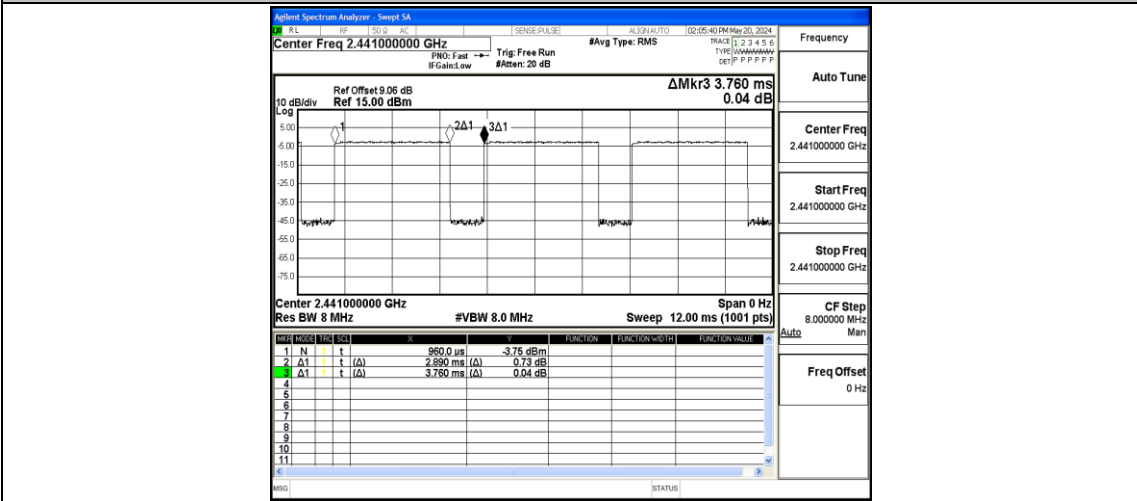 Agilent Spectrum Analyzer - Swept SA
RL RF 50 Ω AC SENSE:PULSE ALIGN AUTO 02:05:40 PM May 20, 2024
Center Freq 2.441000000 GHz #Avg Type: RMS TRACE 1 2 3 4 5 6
PNO: Fast Trig: Free Run TYPE
IFGain:Low #Atten: 20 dB DET P P P P P P
Frequency
Auto Tune
ΔMkr3 3.760 ms
0.04 dB
Ref Offset 9.06 dB
10 dB/div Ref 15.00 dBm
Log
5.00
-5.00
-15.0
-25.0
-35.0
-45.0
-55.0
-65.0
-75.0
1 2Δ1 3Δ1
Center Freq
2.441000000 GHz
Start Freq
2.441000000 GHz
Stop Freq
2.441000000 GHz
Center 2.441000000 GHz Span 0 Hz
Res BW 8 MHz #VBW 8.0 MHz Sweep 12.00 ms (1001 pts)
CF Step
8.000000 MHz
Auto Man
Freq Offset
0 Hz
MKR MODE TRC SCL X Y FUNCTION FUNCTION WIDTH FUNCTION VALUE
1 N 1 t 960.0 us -3.75 dBm
2 Δ1 1 t (Δ) 2.890 ms (Δ) 0.73 dB
3 Δ1 1 t (Δ) 3.760 ms (Δ) 0.04 dB
4
5
6
7
8
9
10
11
MSG STATUS